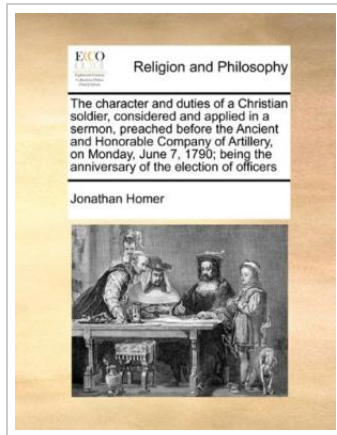 ECCO
Religion and Philosophy
The character and duties of a Christian
soldier, considered and applied in a
sermon, preached before the Ancient
and Honorable Company of Artillery,
on Monday, June 7, 1790; being the
anniversary of the election of officers
Jonathan Homer